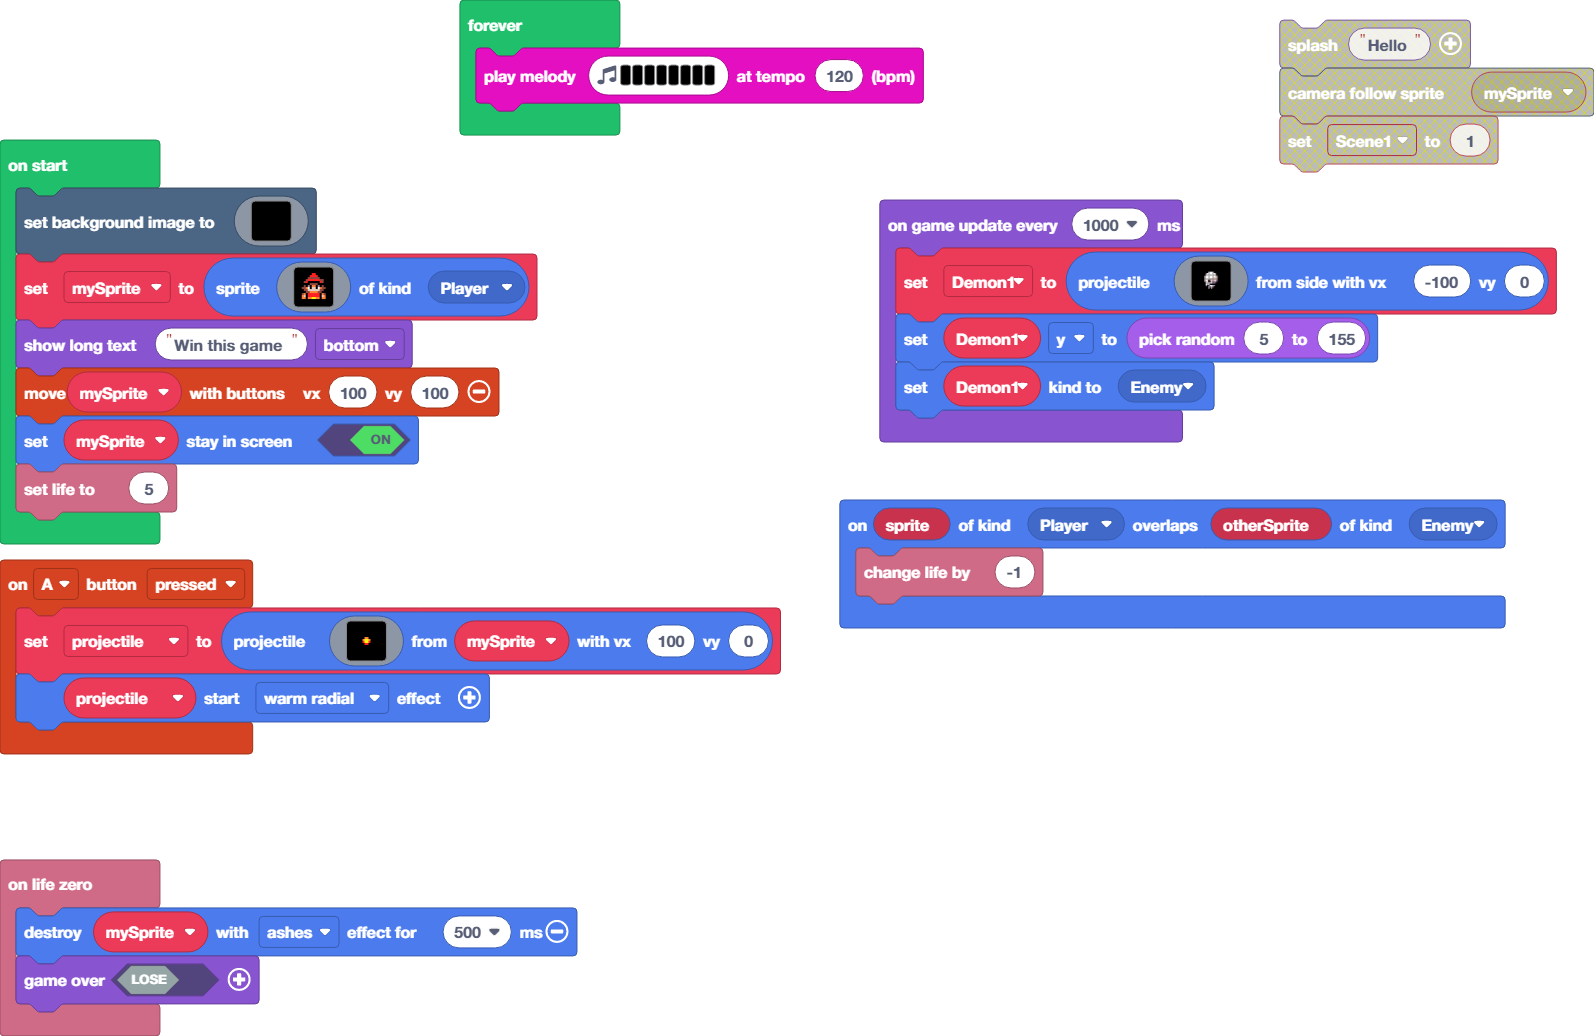 forever
play melody at tempo 120 (bpm)
splash "Hello"
camera follow sprite mySprite
set Scene1 to 1
on start
set background image to
set mySprite to sprite of kind Player
show long text "Win this game " bottom
move mySprite with buttons vx 100 vy 100
set mySprite stay in screen ON
set life to 5
on game update every 1000 ms
set Demon1 to projectile from side with vx -100 vy 0
set Demon1 y to pick random 5 to 155
set Demon1 kind to Enemy
on sprite of kind Player overlaps otherSprite of kind Enemy
change life by -1
on A button pressed
set projectile to projectile from mySprite with vx 100 vy 0
projectile start warm radial effect
on life zero
destroy mySprite with ashes effect for 500 ms
game over LOSE